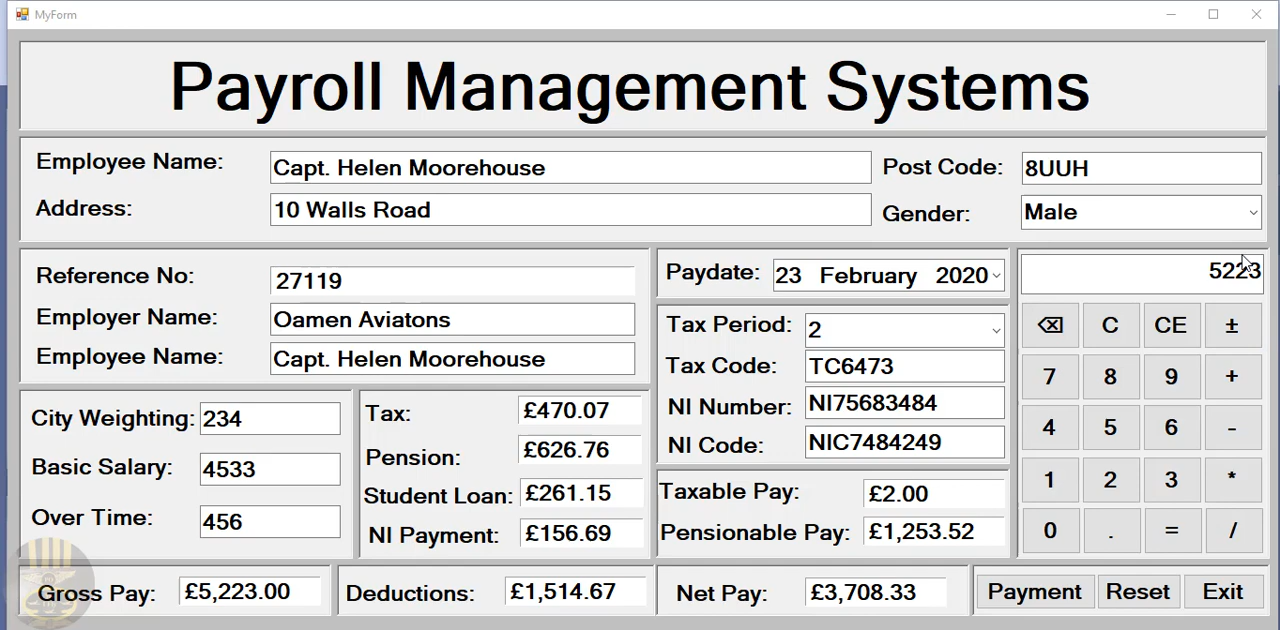 MyForm
Payroll Management Systems
Employee Name: Capt. Helen Moorehouse Post Code: 8UUH
Address: 10 Walls Road Gender: Male
Reference No: 27119
Employer Name: Oamen Aviatons
Employee Name: Capt. Helen Moorehouse
Paydate: 23 February 2020
Tax Period: 2
Tax Code: TC6473
NI Number: NI75683484
NI Code: NIC7484249
5223
⌫ C CE ±
7 8 9 +
4 5 6 -
1 2 3 *
0 . = /
City Weighting: 234
Basic Salary: 4533
Over Time: 456
Tax: £470.07
Pension: £626.76
Student Loan: £261.15
NI Payment: £156.69
Taxable Pay: £2.00
Pensionable Pay: £1,253.52
Gross Pay: £5,223.00 Deductions: £1,514.67 Net Pay: £3,708.33 Payment Reset Exit